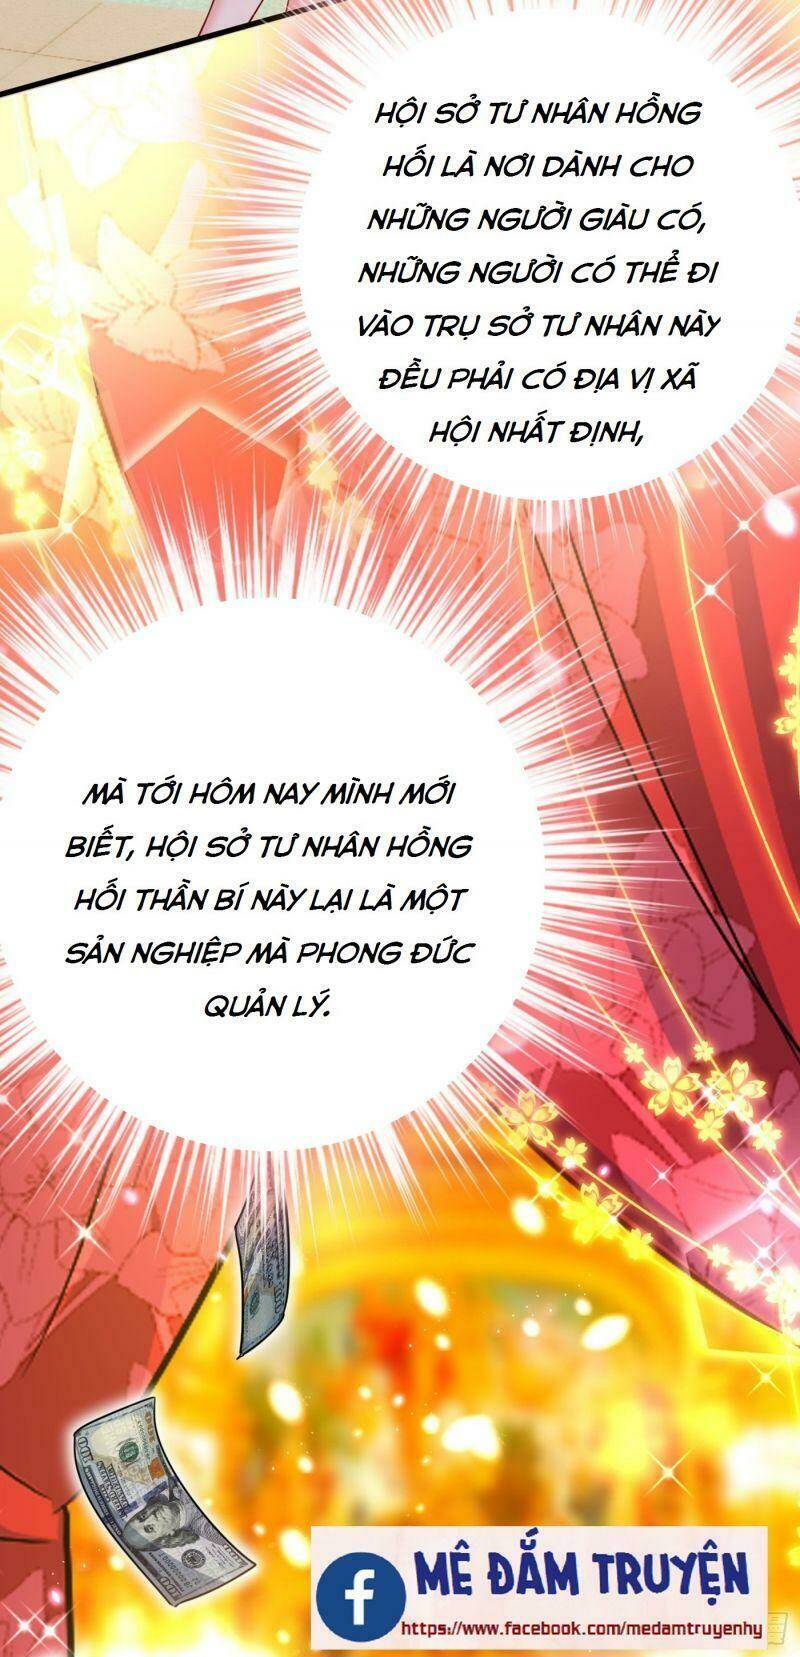 HỘI SỞ TƯ NHÂN HỒNG
HỐI LÀ NƠI DÀNH CHO
NHỮNG NGƯỜI GIÀU CÓ,
NHỮNG NGƯỜI CÓ THỂ ĐI
VÀO TRỤ SỞ TƯ NHÂN NÀY
ĐỀU PHẢI CÓ ĐỊA VỊ XÃ
HỘI NHẤT ĐỊNH,
MÀ TỚI HÔM NAY MÌNH MỚI
BIẾT, HỘI SỞ TƯ NHÂN HỒNG
HỐI THẦN BÍ NÀY LẠI LÀ MỘT
SẢN NGHIỆP MÀ PHONG ĐỨC
QUẢN LÝ.
100
100
f MÊ ĐẮM TRUYỆN
https://www.facebook.com/medamtruyenhy